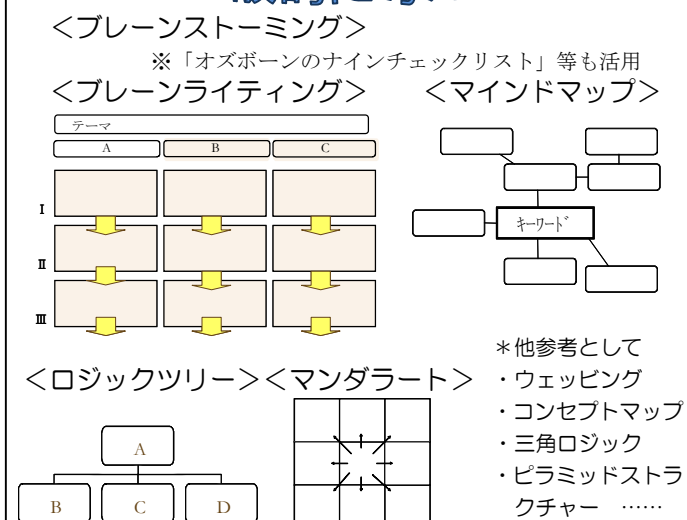 ＜ブレーンストーミング＞
※「オズボーンのナインチェックリスト」等も活用
＜ブレーンライティング＞
＜マインドマップ＞
テーマ
A
B
C
Ⅰ
Ⅱ
Ⅲ
キーワード
＜ロジックツリー＞
＜マンダラート＞
A
B
C
D
＊他参考として
・ウェッビング
・コンセプトマップ
・三角ロジック
・ピラミッドストラ
クチャー ……